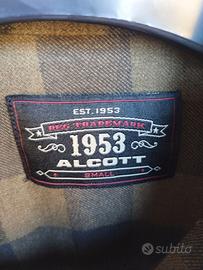 EST. 1953
REG TRADEMARK
1953
ALCOTT
SMALL
subito